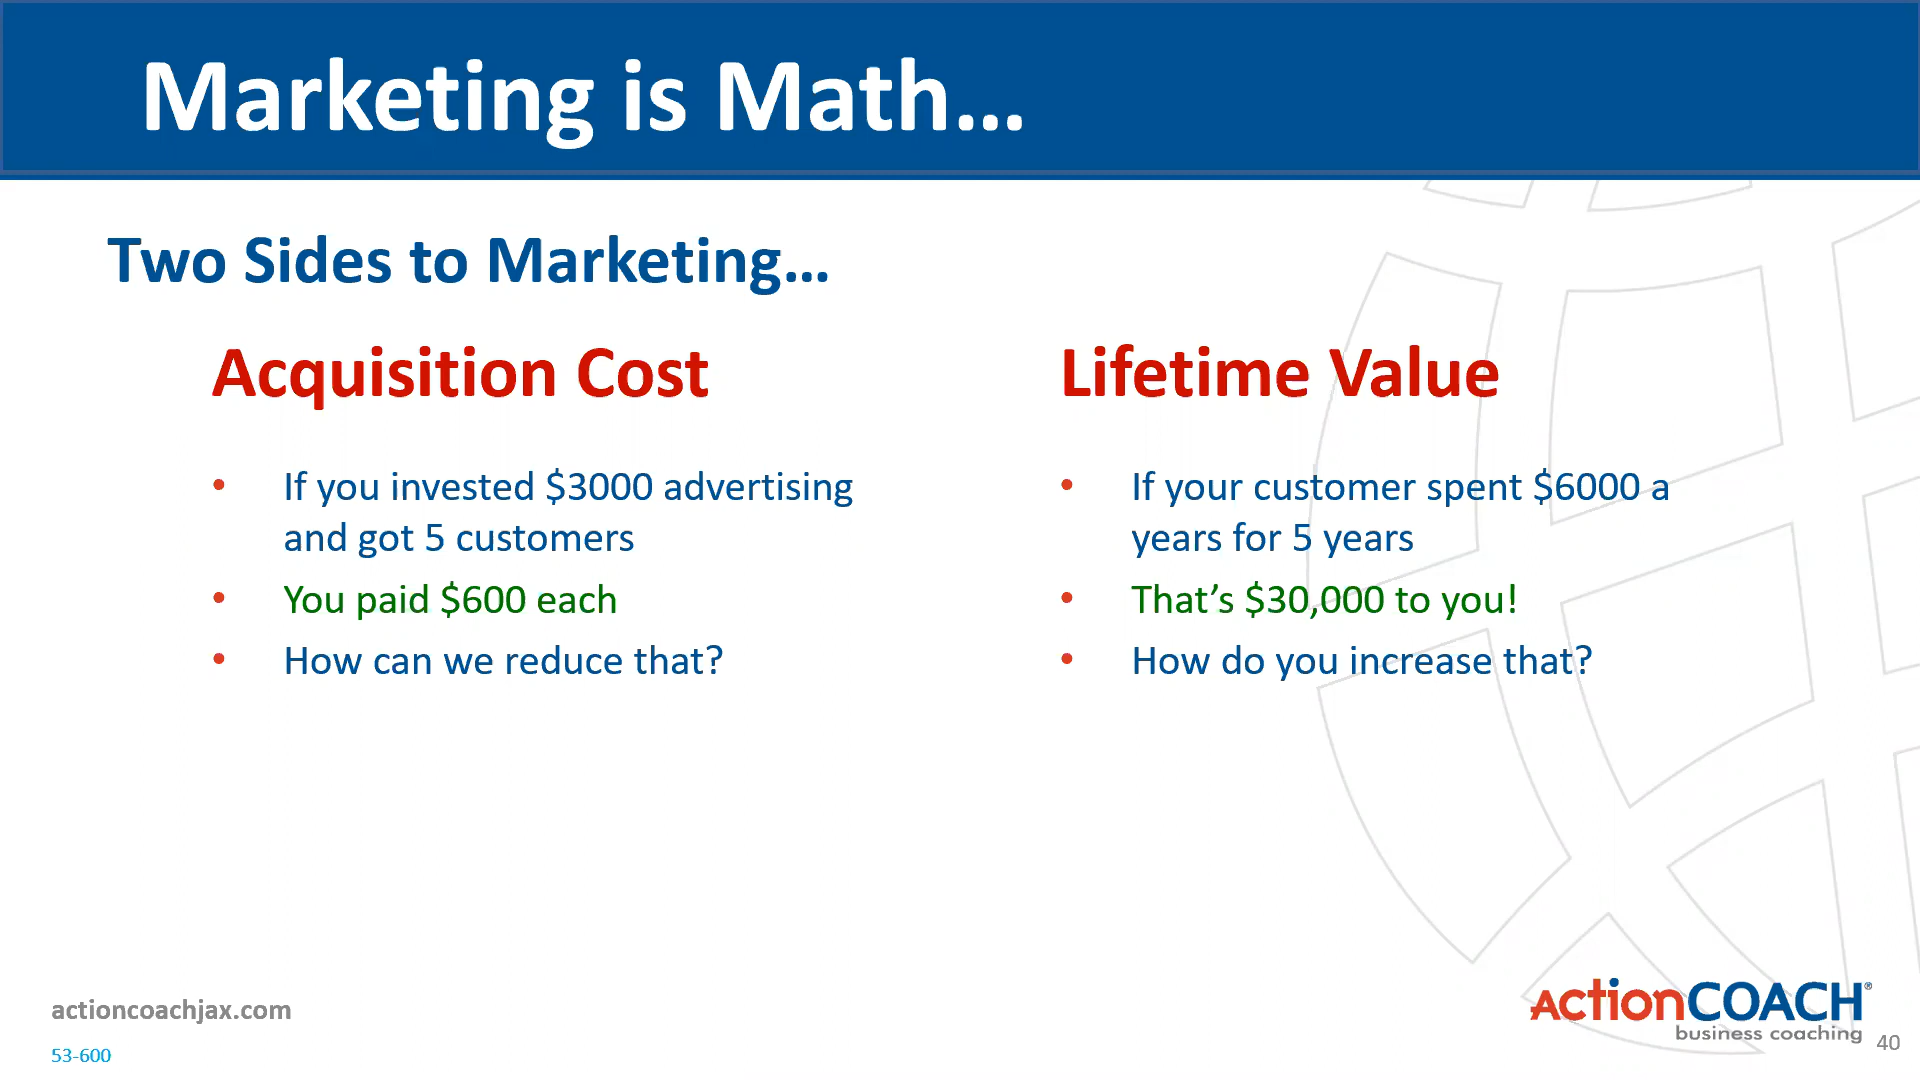 Marketing is Math...
Two Sides to Marketing...
Acquisition Cost
• If you invested $3000 advertising
and got 5 customers
• You paid $600 each
• How can we reduce that?
Lifetime Value
• If your customer spent $6000 a
years for 5 years
• That's $30,000 to you!
• How do you increase that?
actioncoachjax.com
53-600
ActionCOACH®
business coaching
40